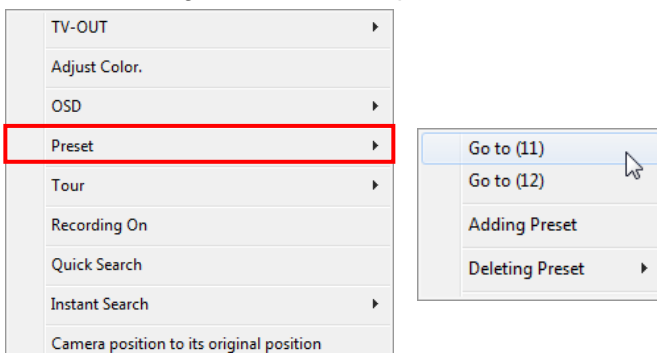 TV-OUT
Adjust Color.
OSD
Preset
Tour
Recording On
Quick Search
Instant Search
Camera position to its original position
Go to (11)
Go to (12)
Adding Preset
Deleting Preset